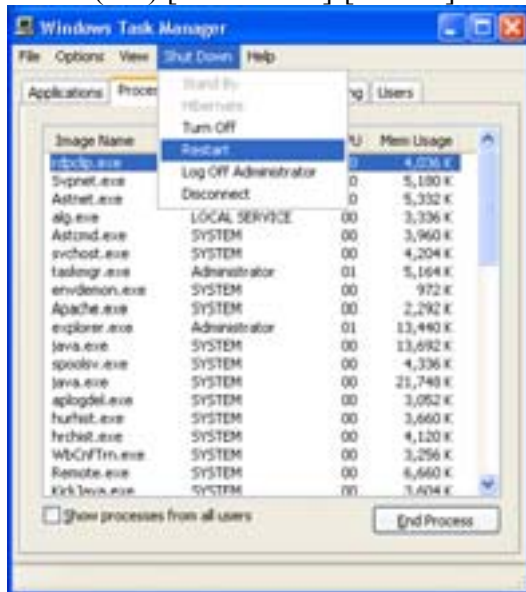 Windows Task Manager
File Options View Shut Down Help
Stand By
Hibernate
Turn Off
Restart
Log Off Administrator
Disconnect
Applications Users
Image Name Mem Usage
rdpclip.exe 4,036 K
Svpnet.exe 5,180 K
Astnet.exe 5,332 K
alg.exe LOCAL SERVICE 00 3,336 K
Astcmd.exe SYSTEM 00 3,960 K
svchost.exe SYSTEM 00 4,204 K
taskmgr.exe Administrator 01 5,164 K
envdemon.exe SYSTEM 00 972 K
Apache.exe SYSTEM 00 2,292 K
explorer.exe Administrator 01 13,440 K
java.exe SYSTEM 00 13,692 K
spoolsv.exe SYSTEM 00 4,336 K
java.exe SYSTEM 00 21,748 K
aplogdel.exe SYSTEM 00 3,052 K
hurhist.exe SYSTEM 00 3,660 K
hrchist.exe SYSTEM 00 4,120 K
WbCnFTrn.exe SYSTEM 00 3,256 K
Remote.exe SYSTEM 00 6,660 K
KickJava.exe SYSTEM 00 3,604 K
Show processes from all users End Process